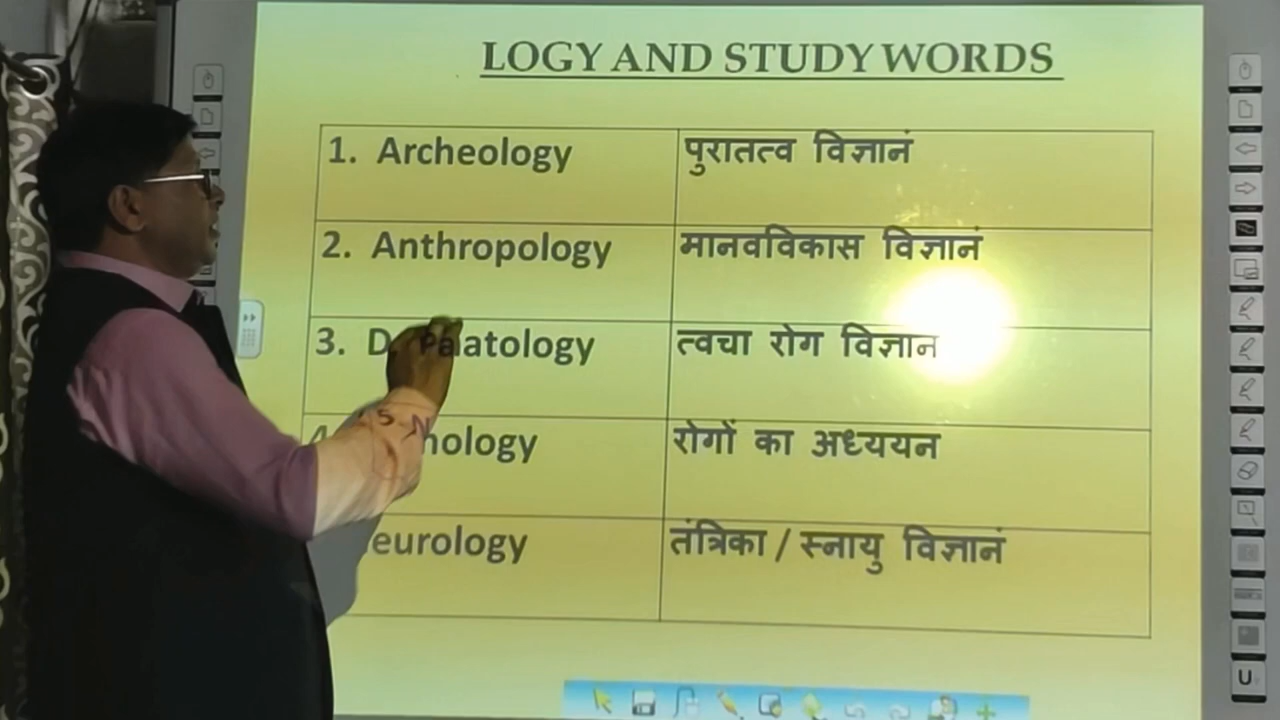 LOGY AND STUDY WORDS
1. Archeology पुरातत्व विज्ञानं
2. Anthropology मानवविकास विज्ञानं
3. त्वचा रोग विज्ञान
रोगों का अध्ययन
तंत्रिका / स्नायु विज्ञानं
U